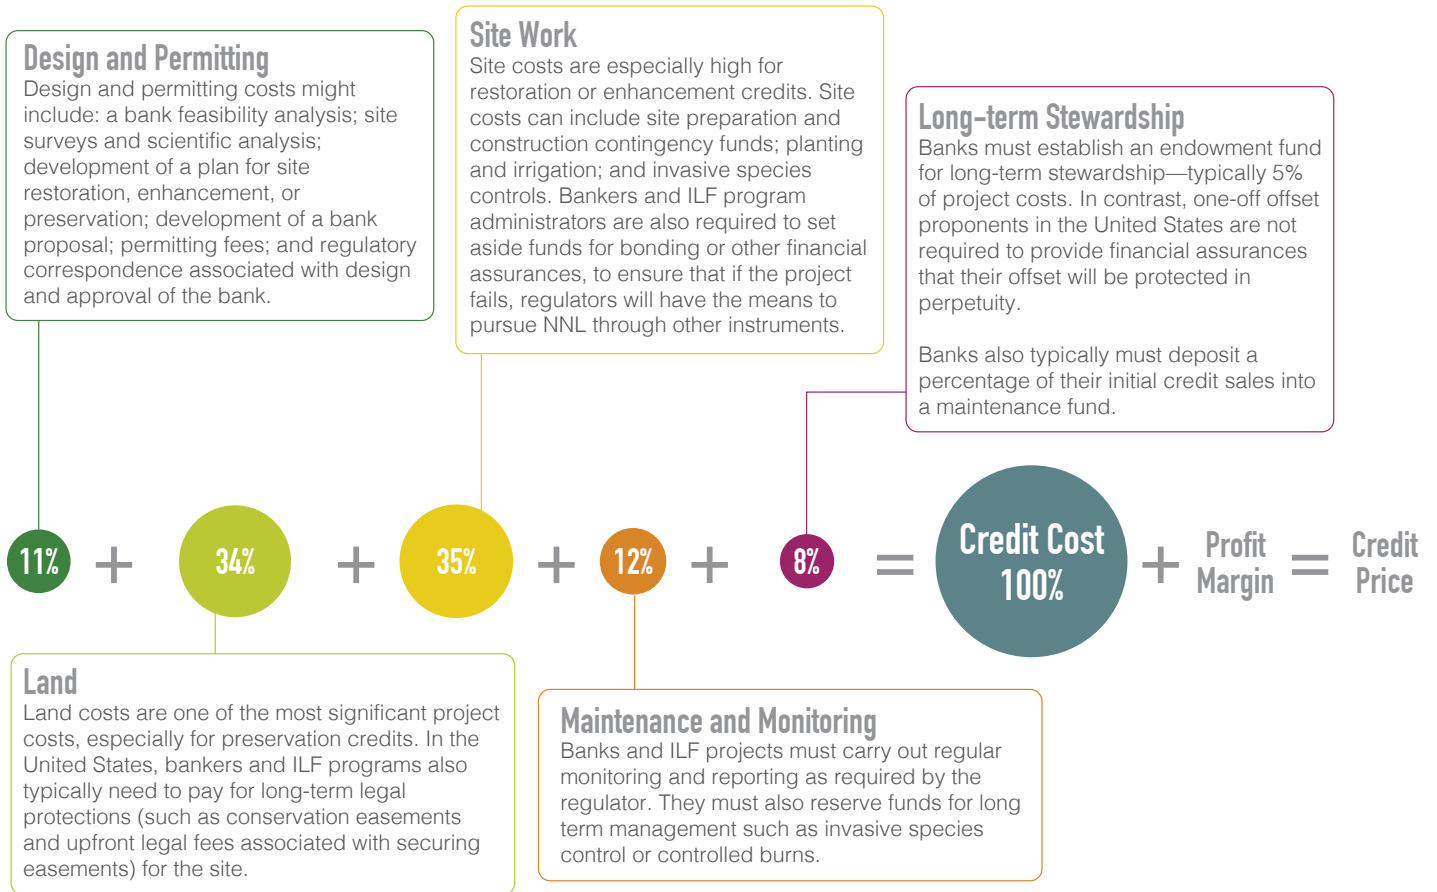 Design and Permitting
Design and permitting costs might
include: a bank feasibility analysis; site
surveys and scientific analysis;
development of a plan for site
restoration, enhancement, or
preservation; development of a bank
proposal; permitting fees; and regulatory
correspondence associated with design
and approval of the bank.
Site Work
Site costs are especially high for
restoration or enhancement credits. Site
costs can include site preparation and
construction contingency funds; planting
and irrigation; and invasive species
controls. Bankers and ILF program
administrators are also required to set
aside funds for bonding or other financial
assurances, to ensure that if the project
fails, regulators will have the means to
pursue NNL through other instruments.
Long-term Stewardship
Banks must establish an endowment fund
for long-term stewardship—typically 5%
of project costs. In contrast, one-off offset
proponents in the United States are not
required to provide financial assurances
that their offset will be protected in
perpetuity.
Banks also typically must deposit a
percentage of their initial credit sales into
a maintenance fund.
11% + 34% + 35% + 12% + 8% = Credit Cost 100% + Profit Margin = Credit Price
Land
Land costs are one of the most significant project
costs, especially for preservation credits. In the
United States, bankers and ILF programs also
typically need to pay for long-term legal
protections (such as conservation easements
and upfront legal fees associated with securing
easements) for the site.
Maintenance and Monitoring
Banks and ILF projects must carry out regular
monitoring and reporting as required by the
regulator. They must also reserve funds for long
term management such as invasive species
control or controlled burns.